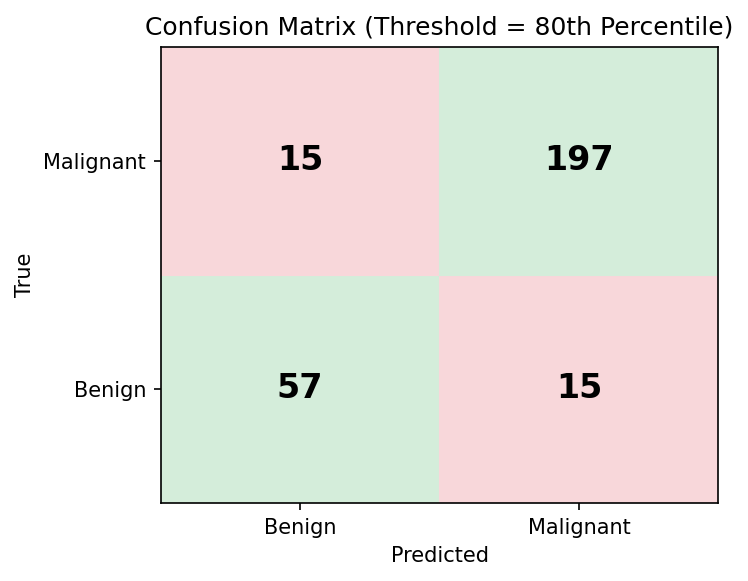 Confusion Matrix (Threshold = 80th Percentile)
Malignant
15
197
True
Benign
57
15
Benign
Malignant
Predicted